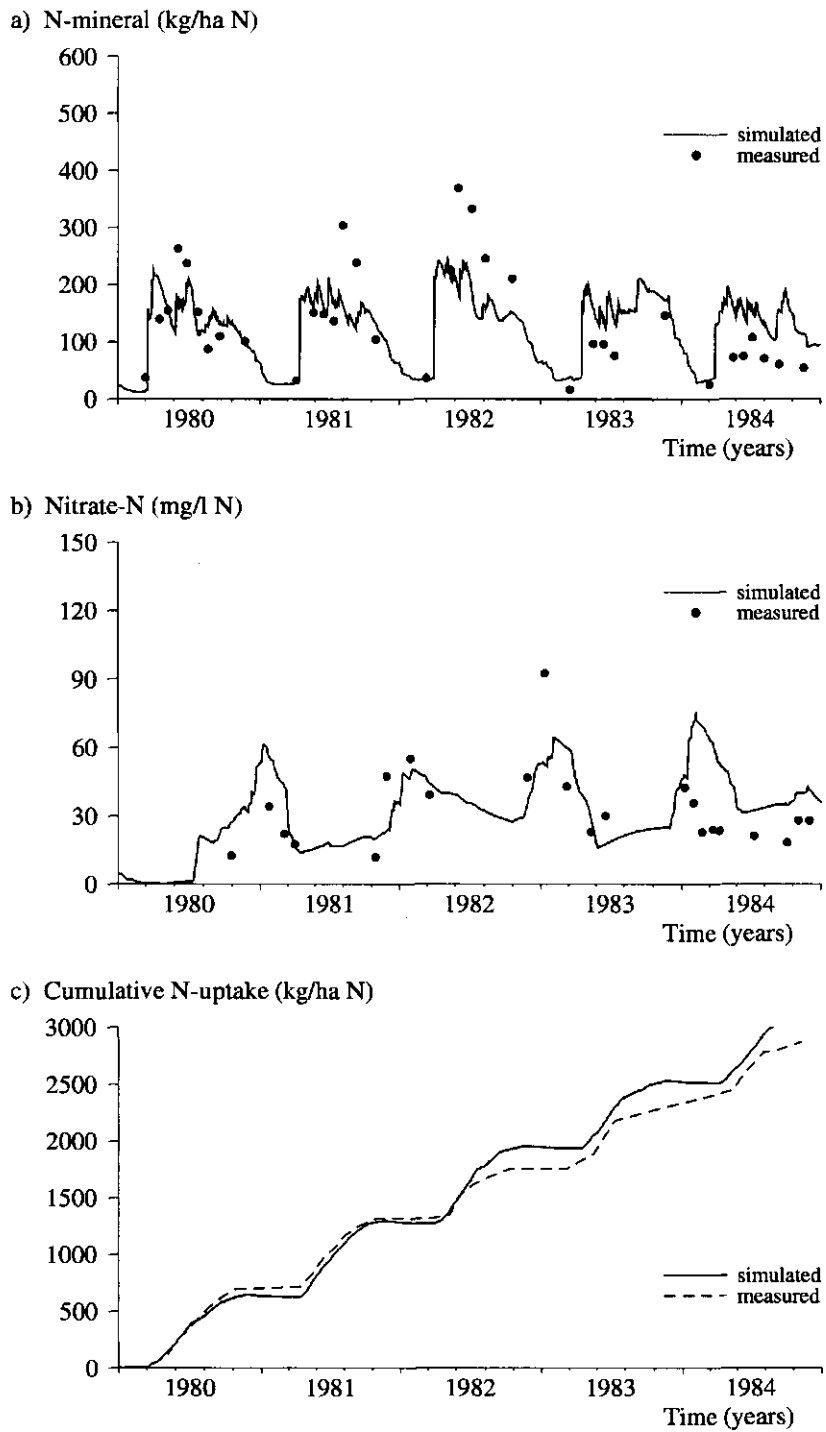 a) N-mineral (kg/ha N)
600
500
400
300
200
100
0
simulated
measured
1980 1981 1982 1983 1984
Time (years)
b) Nitrate-N (mg/l N)
150
120
90
60
30
0
simulated
measured
1980 1981 1982 1983 1984
Time (years)
c) Cumulative N-uptake (kg/ha N)
3000
2500
2000
1500
1000
500
0
simulated
measured
1980 1981 1982 1983 1984
Time (years)